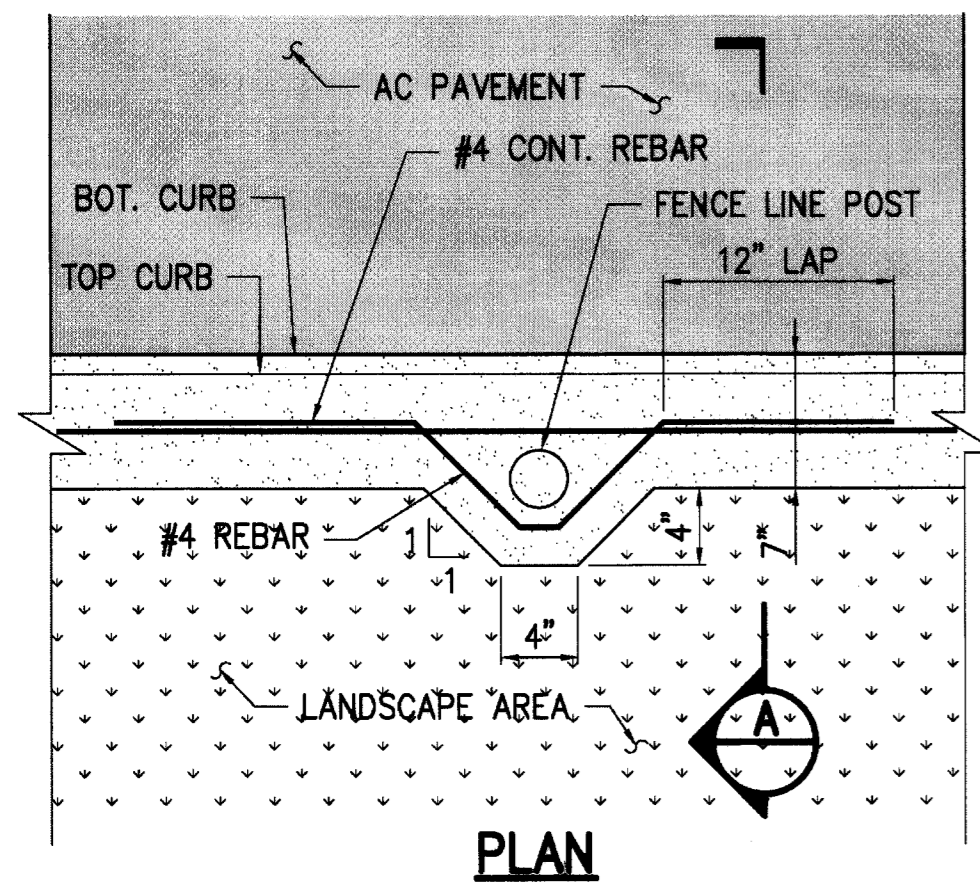 AC PAVEMENT
#4 CONT. REBAR
BOT. CURB
FENCE LINE POST
TOP CURB
12" LAP
#4 REBAR
1
1
4"
7"
4"
LANDSCAPE AREA
A
PLAN